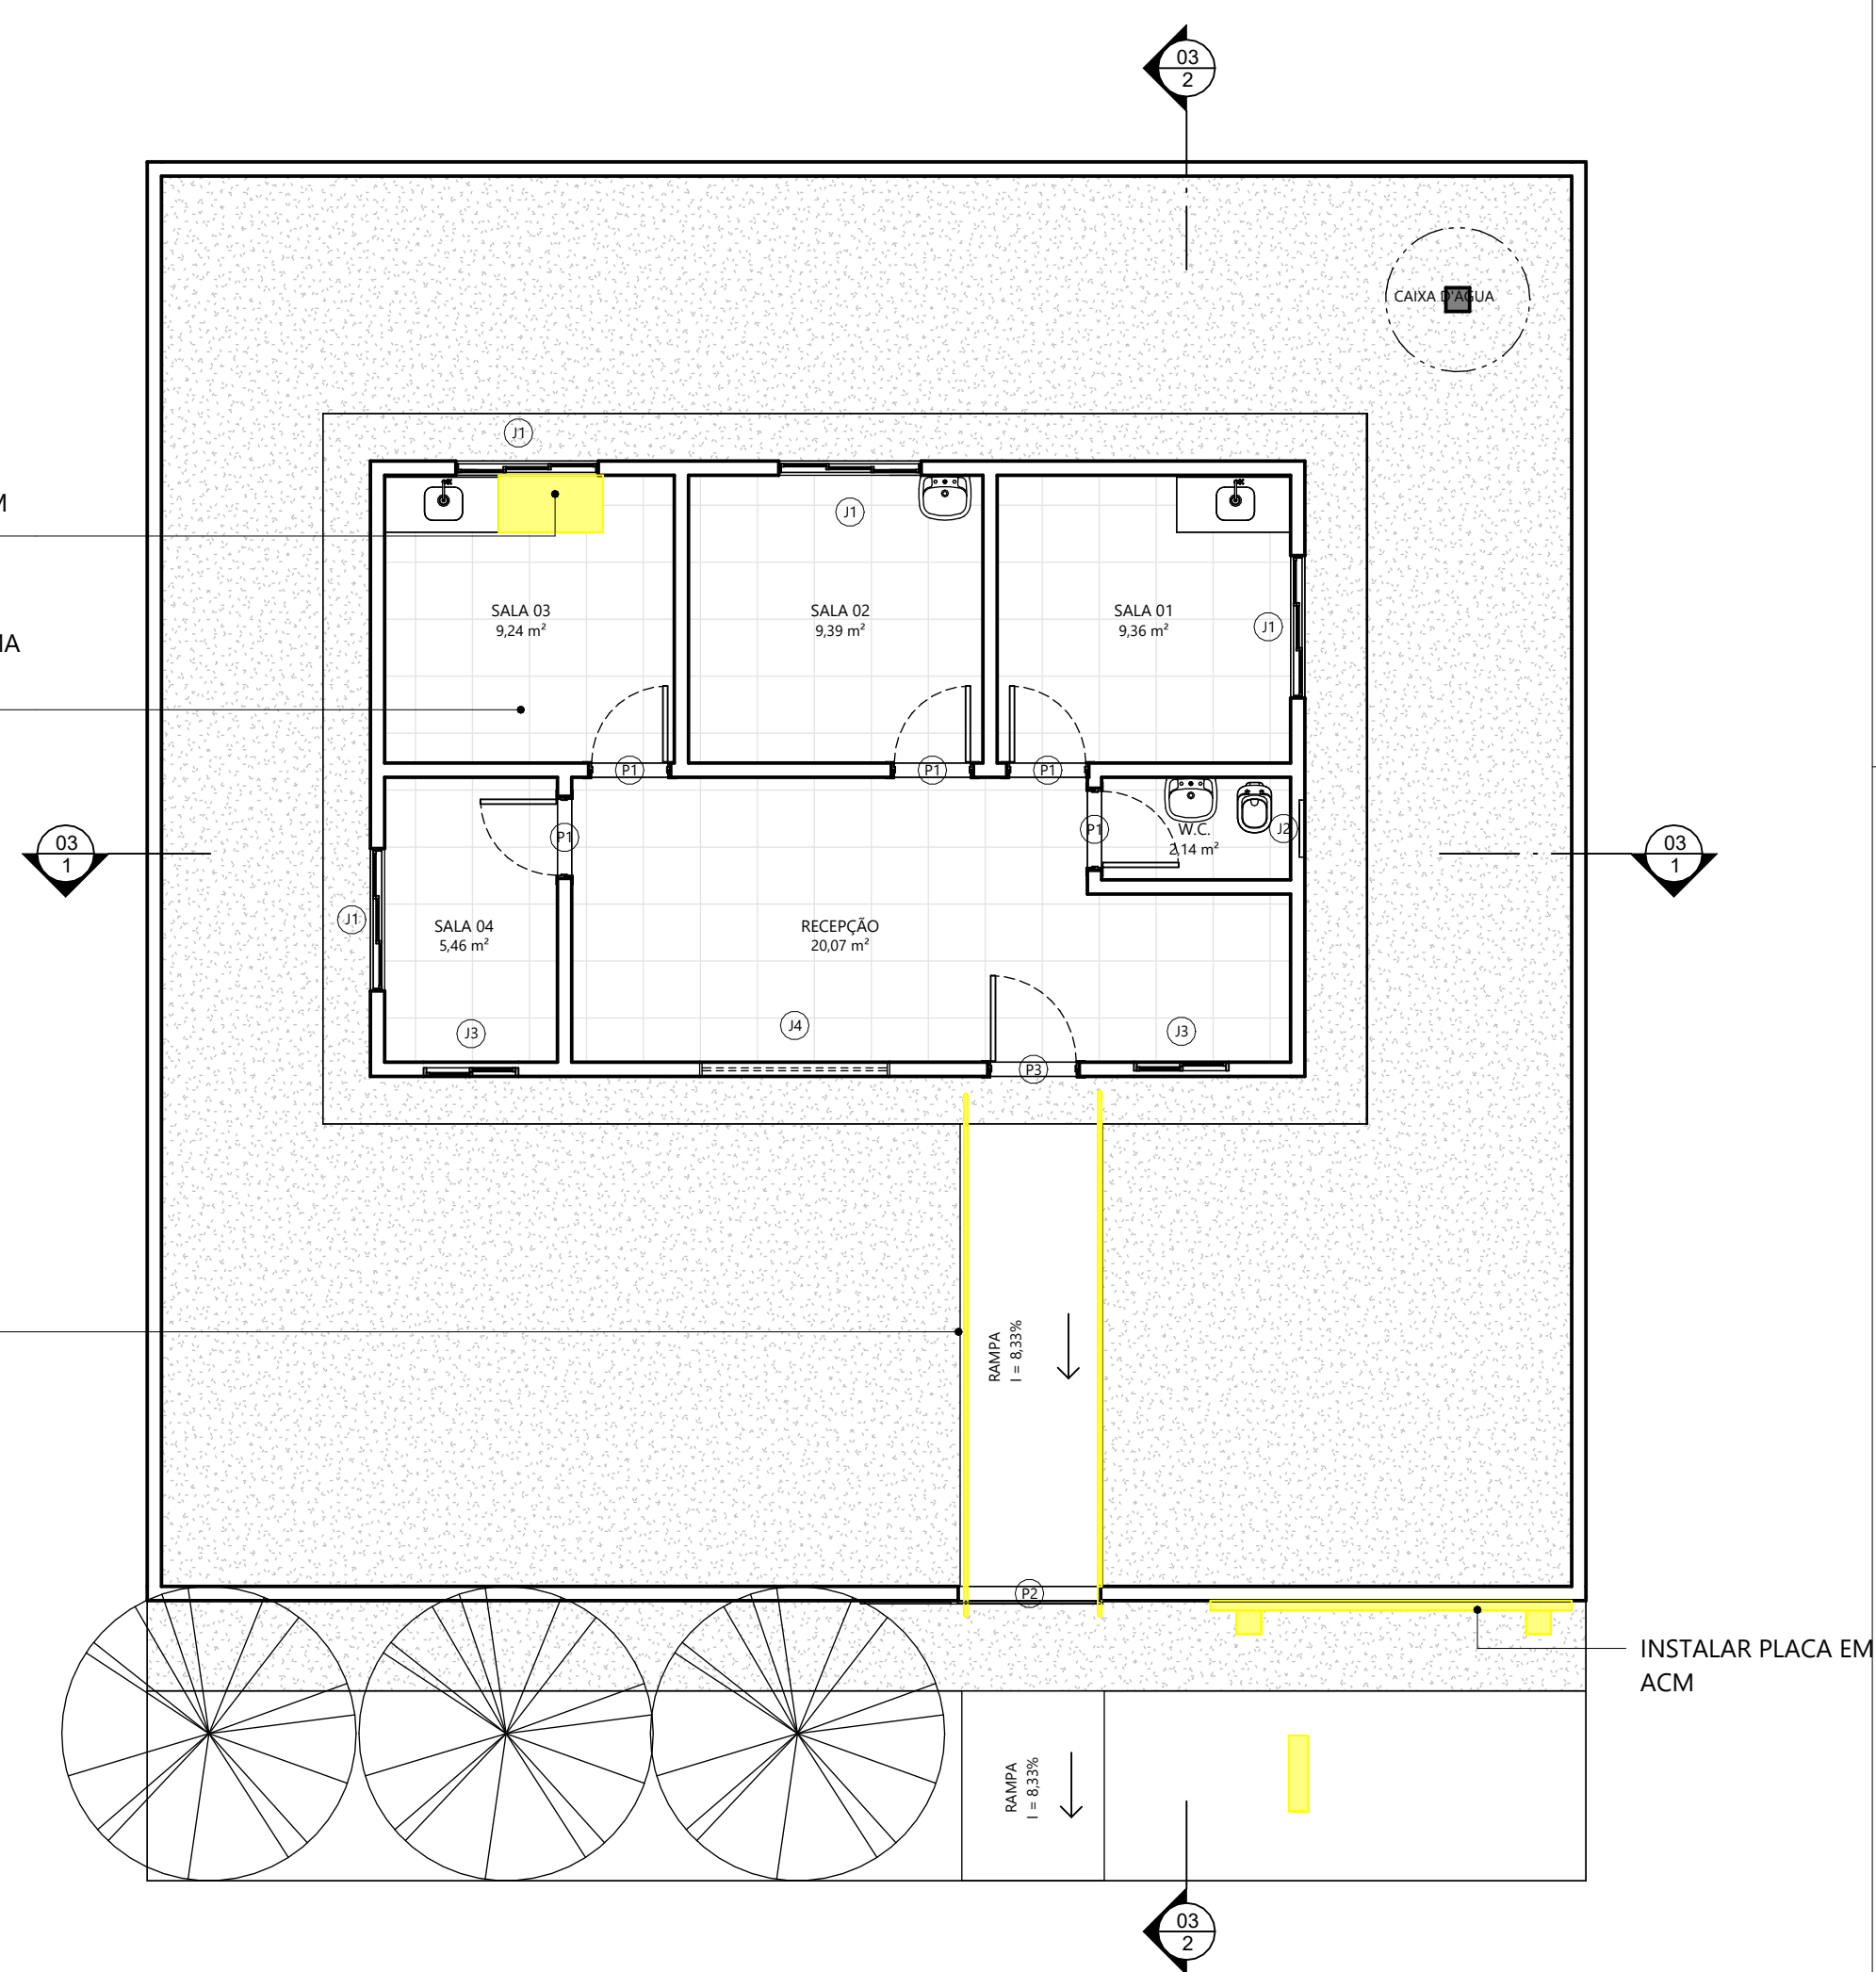 03
2
CAIXA D'AGUA
J1
J1
SALA 03
9,24 m²
SALA 02
9,39 m²
SALA 01
9,36 m²
J1
P1
P1
P1
P1
P1
W.C.
2,14 m²
J2
03
1
03
1
J1
SALA 04
5,46 m²
RECEPÇÃO
20,07 m²
J3
J4
J3
P3
RAMPA
I = 8,33%
P2
INSTALAR PLACA EM
ACM
RAMPA
I = 8,33%
03
2